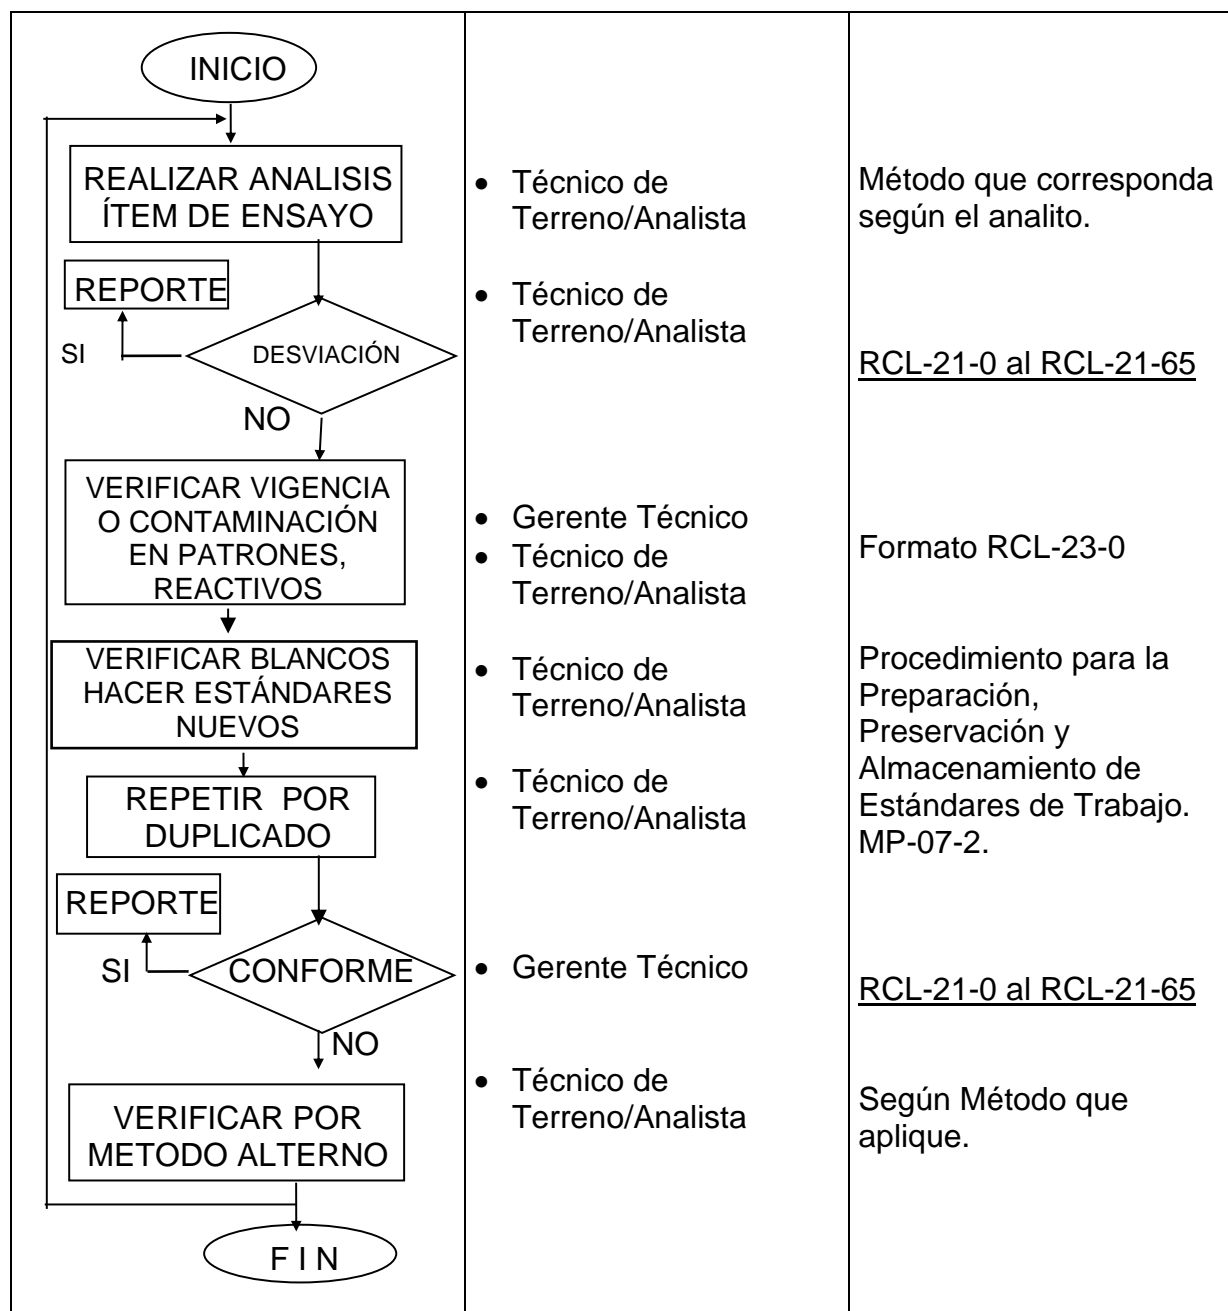 INICIO
REALIZAR ANALISIS
ÍTEM DE ENSAYO
REPORTE
SI
DESVIACIÓN
NO
VERIFICAR VIGENCIA
O CONTAMINACIÓN
EN PATRONES,
REACTIVOS
VERIFICAR BLANCOS
HACER ESTÁNDARES
NUEVOS
REPETIR POR
DUPLICADO
REPORTE
SI
CONFORME
NO
VERIFICAR POR
METODO ALTERNO
F I N
• Técnico de
Terreno/Analista
• Técnico de
Terreno/Analista
• Gerente Técnico
• Técnico de
Terreno/Analista
• Técnico de
Terreno/Analista
• Técnico de
Terreno/Analista
• Gerente Técnico
• Técnico de
Terreno/Analista
Método que corresponda
según el analito.
RCL-21-0 al RCL-21-65
Formato RCL-23-0
Procedimiento para la
Preparación,
Preservación y
Almacenamiento de
Estándares de Trabajo.
MP-07-2.
RCL-21-0 al RCL-21-65
Según Método que
aplique.